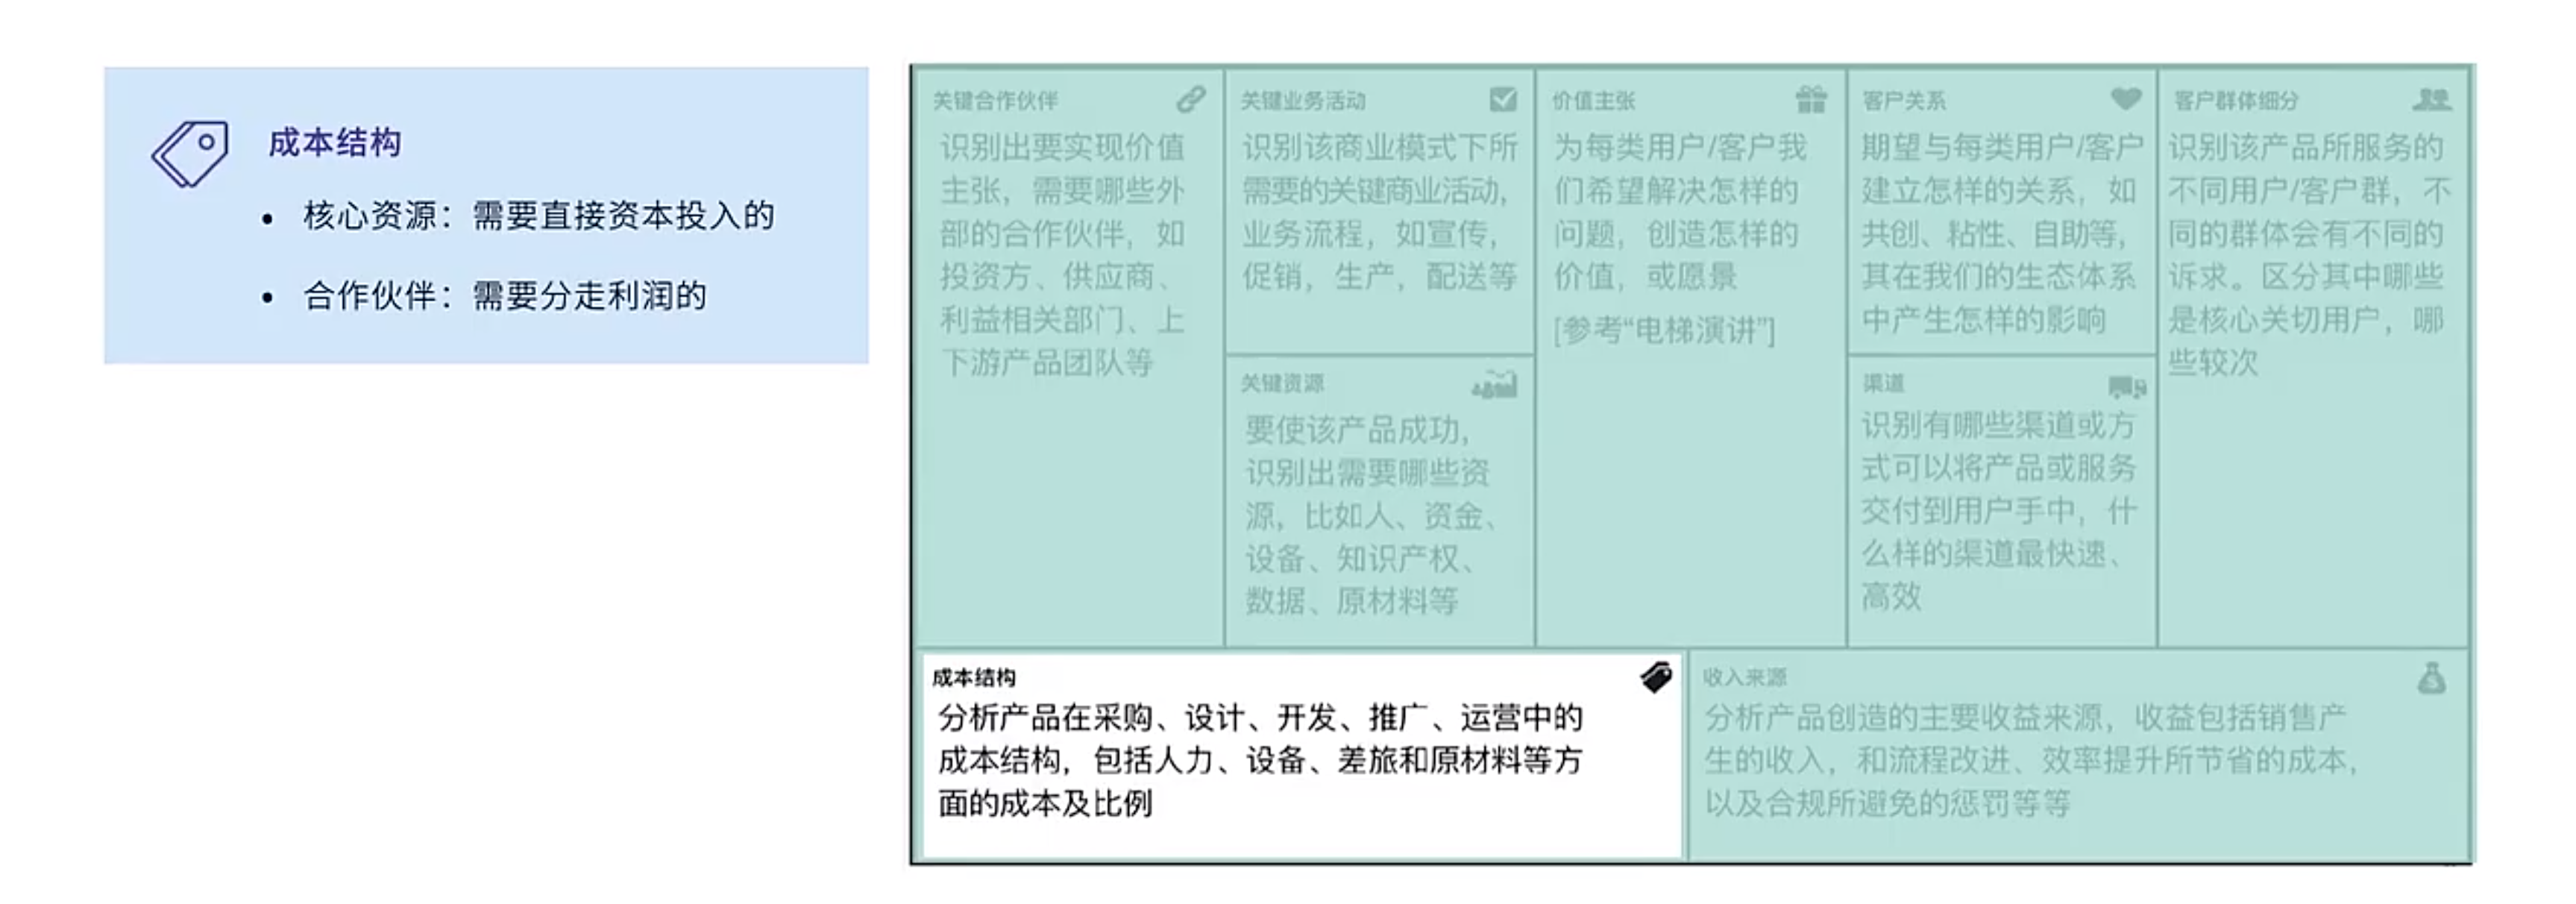 成本结构
• 核心资源：需要直接资本投入的
• 合作伙伴：需要分走利润的
关键合作伙伴
识别出要实现价值
主张，需要哪些外
部的合作伙伴，如
投资方、供应商、
利益相关部门、上
下游产品团队等
关键业务活动
识别该商业模式下所
需要的关键商业活动，
业务流程，如宣传，
促销，生产，配送等
关键资源
要使该产品成功，
识别出需要哪些资
源，比如人、资金、
设备、知识产权、
数据、原材料等
价值主张
为每类用户/客户我
们希望解决怎样的
问题，创造怎样的
价值，或愿景
[参考“电梯演讲”]
客户关系
期望与每类用户/客户
建立怎样的关系，如
共创、粘性、自助等，
其在我们的生态体系
中产生怎样的影响
渠道
识别有哪些渠道或方
式可以将产品或服务
交付到用户手中，什
么样的渠道最快速、
高效
客户群体细分
识别该产品所服务的
不同用户/客户群，不
同的群体会有不同的
诉求。区分其中哪些
是核心关切用户，哪
些较次
成本结构
分析产品在采购、设计、开发、推广、运营中的
成本结构，包括人力、设备、差旅和原材料等方
面的成本及比例
收入来源
分析产品创造的主要收益来源，收益包括销售产
生的收入，和流程改进、效率提升所节省的成本，
以及合规所避免的惩罚等等